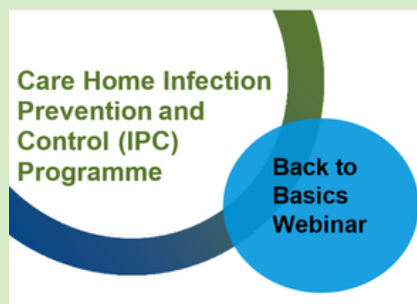 Care Home Infection
Prevention and
Control (IPC)
Programme
Back to
Basics
Webinar